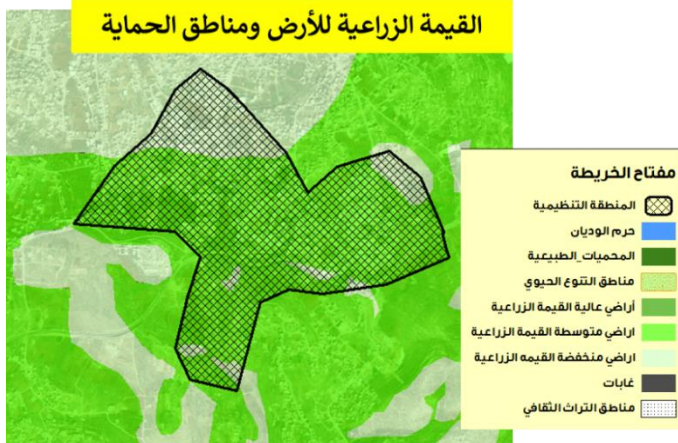 القيمة الزراعية للأرض ومناطق الحماية
مفتاح الخريطة
المنطقة التنظيمية
حرم الوديان
المحميات_الطبيعية
مناطق التنوع الحيوي
أراضي عالية القيمة الزراعية
اراضي متوسطة القيمة الزراعية
اراضي منخفضة القيمه الزراعية
غابات
مناطق التراث الثقافي